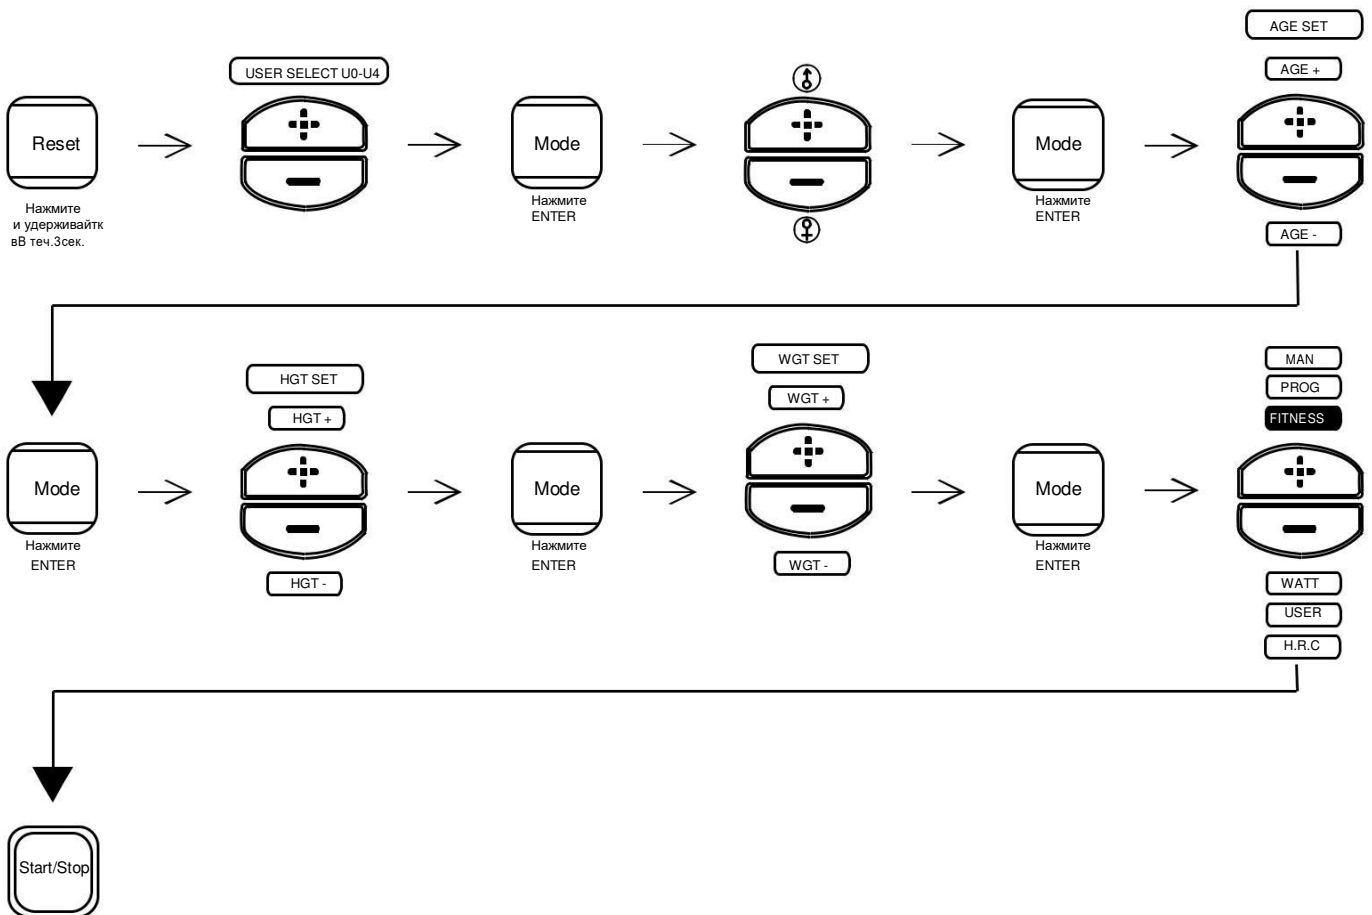 AGE SET
USER SELECT U0-U4
AGE +
Reset
Mode
Mode
Нажмите
и удерживайтк
вВ теч.3сек.
Нажмите
ENTER
Нажмите
ENTER
AGE -
HGT SET
HGT +
WGT SET
WGT +
MAN
PROG
FITNESS
Mode
Mode
Mode
Нажмите
ENTER
HGT -
Нажмите
ENTER
WGT -
Нажмите
ENTER
WATT
USER
H.R.C
Start/Stop